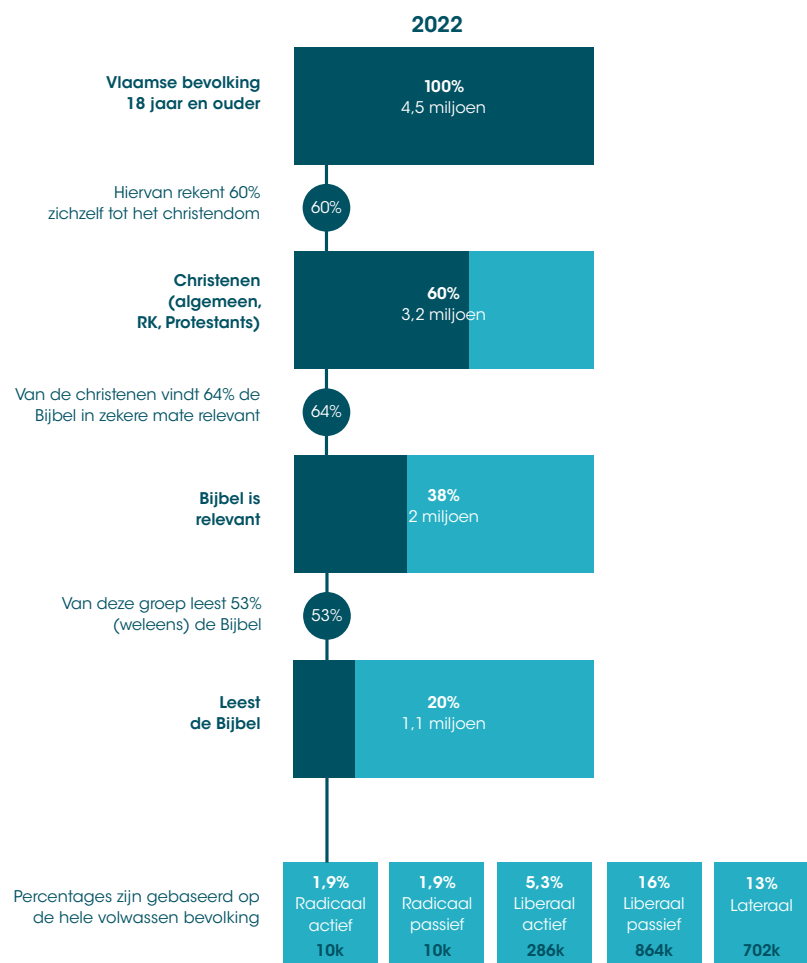 2022
Vlaamse bevolking
18 jaar en ouder
100%
4,5 miljoen
Hiervan rekent 60%
zichzelf tot het christendom
60%
Christenen
(algemeen,
RK, Protestants)
60%
3,2 miljoen
Van de christenen vindt 64% de
Bijbel in zekere mate relevant
64%
Bijbel is
relevant
38%
2 miljoen
Van deze groep leest 53%
(weleens) de Bijbel
53%
Leest
de Bijbel
20%
1,1 miljoen
Percentages zijn gebaseerd op
de hele volwassen bevolking
1,9%
Radicaal
actief
10k
1,9%
Radicaal
passief
10k
5,3%
Liberaal
actief
286k
16%
Liberaal
passief
864k
13%
Lateraal
702k